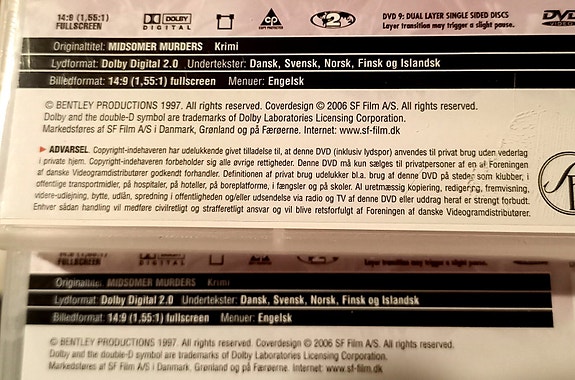 14:9 (1,55:1)
FULLSCREEN
DOLBY
DIGITAL
COPY PROTECTED
2
DVD 9: DUAL LAYER SINGLE SIDED DISCS
Layer transition may trigger a slight pause.
DVD
Originaltitel: MIDSOMER MURDERS Krimi
Lydformat: Dolby Digital 2.0 Undertekster: Dansk, Svensk, Norsk, Finsk og Islandsk
Billedformat: 14:9 (1,55:1) fullscreen Menuer: Engelsk
© BENTLEY PRODUCTIONS 1997. All rights reserved. Coverdesign © 2006 SF Film A/S. All rights reserved.
Dolby and the double-D symbol are trademarks of Dolby Laboratories Licensing Corporation.
Markedsføres af SF Film A/S i Danmark, Grønland og på Færøerne. Internet: www.sf-film.dk
ADVARSEL. Copyright-indehaveren har udelukkende givet tilladelse til, at denne DVD (inklusiv lydspor) anvendes til privat brug uden vederlag
i private hjem. Copyright-indehaveren forbeholder sig alle øvrige rettigheder. Denne DVD må kun sælges til privatpersoner af en af Foreningen
af danske Videogramdistributører godkendt forhandler. Definitionen af privat brug udelukker bl.a. brug af denne DVD på steder som klubber, i
offentlige transportmidler, på hospitaler, på hoteller, på boreplatforme, i fængsler og på skoler. Al uretmæssig kopiering, redigering, fremvisning,
videre-udlejning, bytte, udlån, spredning i offentligheden og/eller udsendelse via radio og TV af denne DVD eller uddrag heraf er strengt forbudt.
Enhver sådan handling vil medføre civilretligt og strafferetligt ansvar og vil blive retsforfulgt af Foreningen af danske Videogramdistributører.
FULLSCREEN
DIGITAL
Layer transition may trigger a slight pause.
Originaltitel: MIDSOMER MURDERS Krimi
Lydformat: Dolby Digital 2.0 Undertekster: Dansk, Svensk, Norsk, Finsk og Islandsk
Billedformat: 14:9 (1,55:1) fullscreen Menuer: Engelsk
© BENTLEY PRODUCTIONS 1997. All rights reserved. Coverdesign © 2006 SF Film A/S. All rights reserved.
Dolby and the double-D symbol are trademarks of Dolby Laboratories Licensing Corporation.
Markedsføres af SF Film A/S i Danmark, Grønland og på Færøerne. Internet: www.sf-film.dk